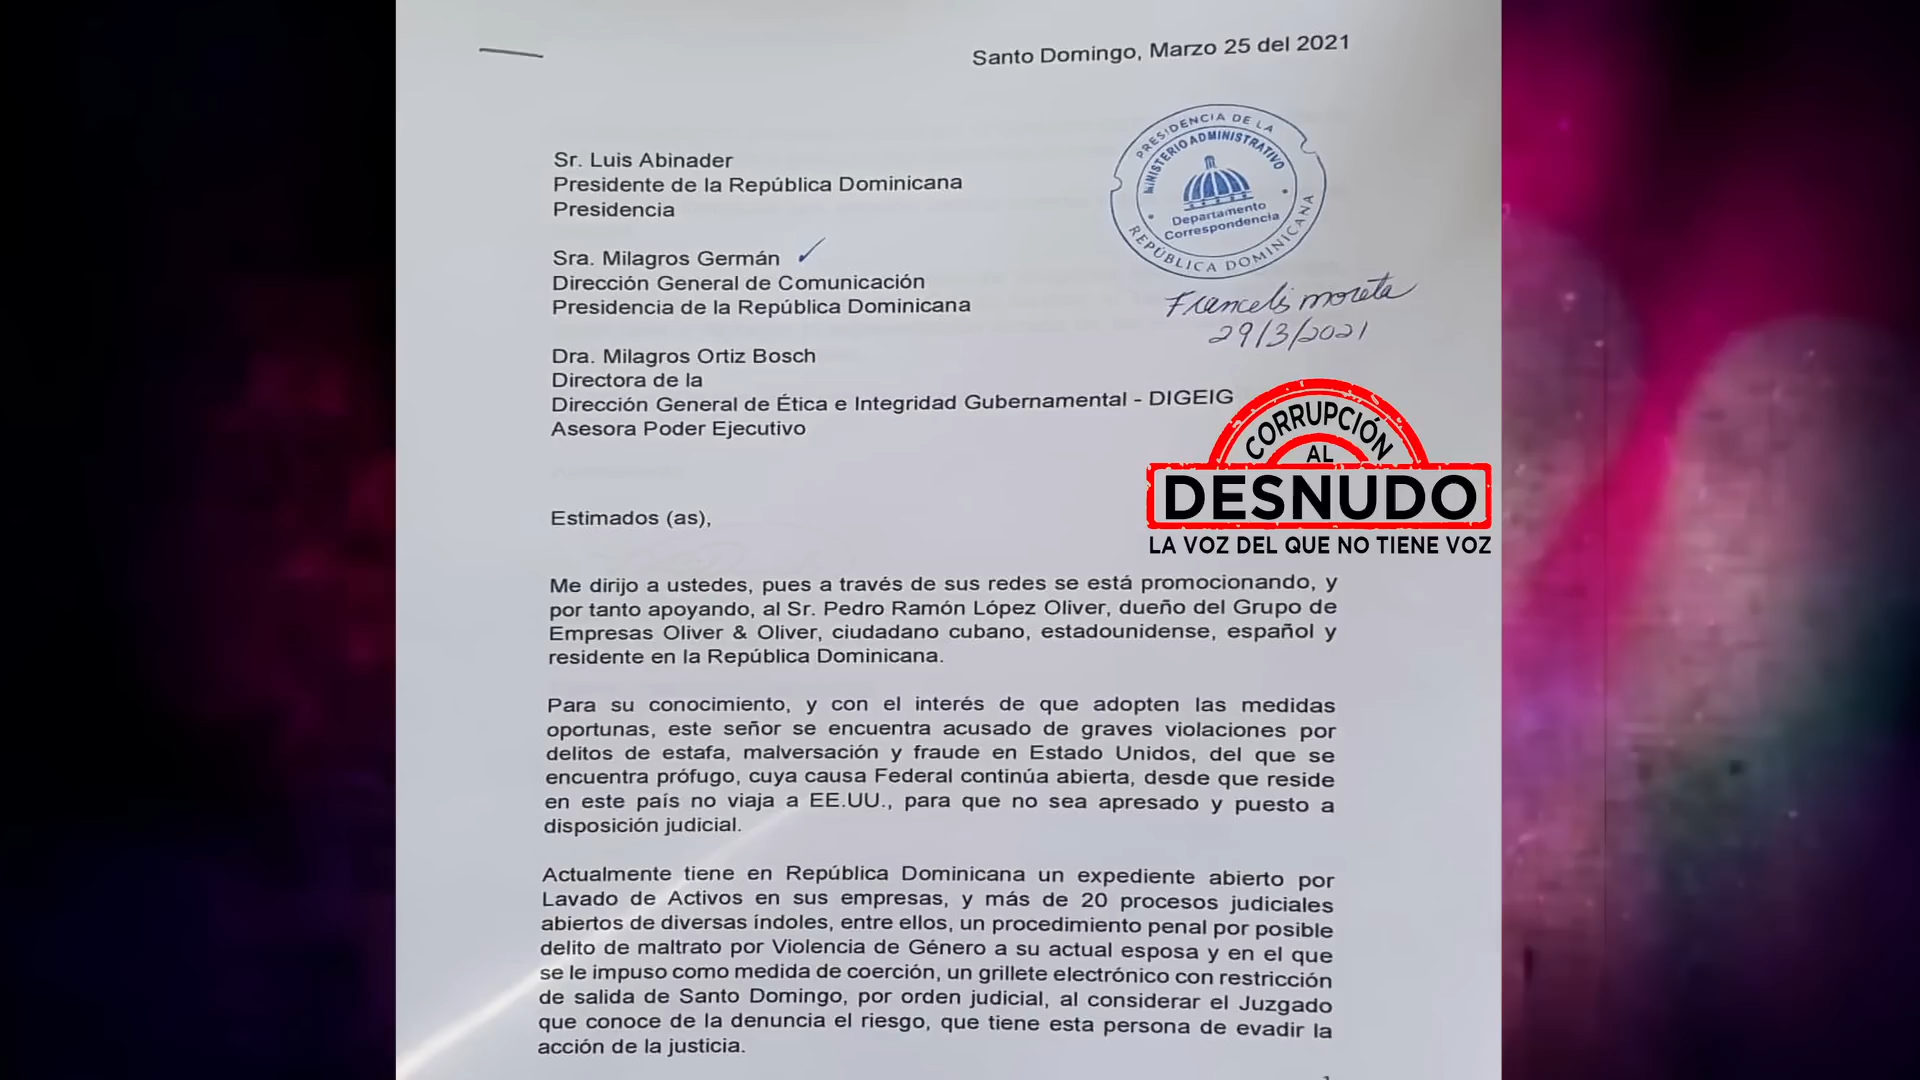 Santo Domingo, Marzo 25 del 2021
PRESIDENCIA DE LA
MINISTERIO ADMINISTRATIVO
Departamento
Correspondencia
REPÚBLICA DOMINICANA
Sr. Luis Abinader
Presidente de la República Dominicana
Presidencia
Sra. Milagros Germán
Dirección General de Comunicación
Presidencia de la República Dominicana
Francelis moreta
29/3/2021
Dra. Milagros Ortiz Bosch
Directora de la
Dirección General de Ética e Integridad Gubernamental - DIGEIG
Asesora Poder Ejecutivo
CORRUPCIÓN
AL
DESNUDO
LA VOZ DEL QUE NO TIENE VOZ
Estimados (as),
Me dirijo a ustedes, pues a través de sus redes se está promocionando, y
por tanto apoyando, al Sr. Pedro Ramón López Oliver, dueño del Grupo de
Empresas Oliver & Oliver, ciudadano cubano, estadounidense, español y
residente en la República Dominicana.
Para su conocimiento, y con el interés de que adopten las medidas
oportunas, este señor se encuentra acusado de graves violaciones por
delitos de estafa, malversación y fraude en Estado Unidos, del que se
encuentra prófugo, cuya causa Federal continúa abierta, desde que reside
en este país no viaja a EE.UU., para que no sea apresado y puesto a
disposición judicial.
Actualmente tiene en República Dominicana un expediente abierto por
Lavado de Activos en sus empresas, y más de 20 procesos judiciales
abiertos de diversas índoles, entre ellos, un procedimiento penal por posible
delito de maltrato por Violencia de Género a su actual esposa y en el que
se le impuso como medida de coerción, un grillete electrónico con restricción
de salida de Santo Domingo, por orden judicial, al considerar el Juzgado
que conoce de la denuncia el riesgo, que tiene esta persona de evadir la
acción de la justicia.